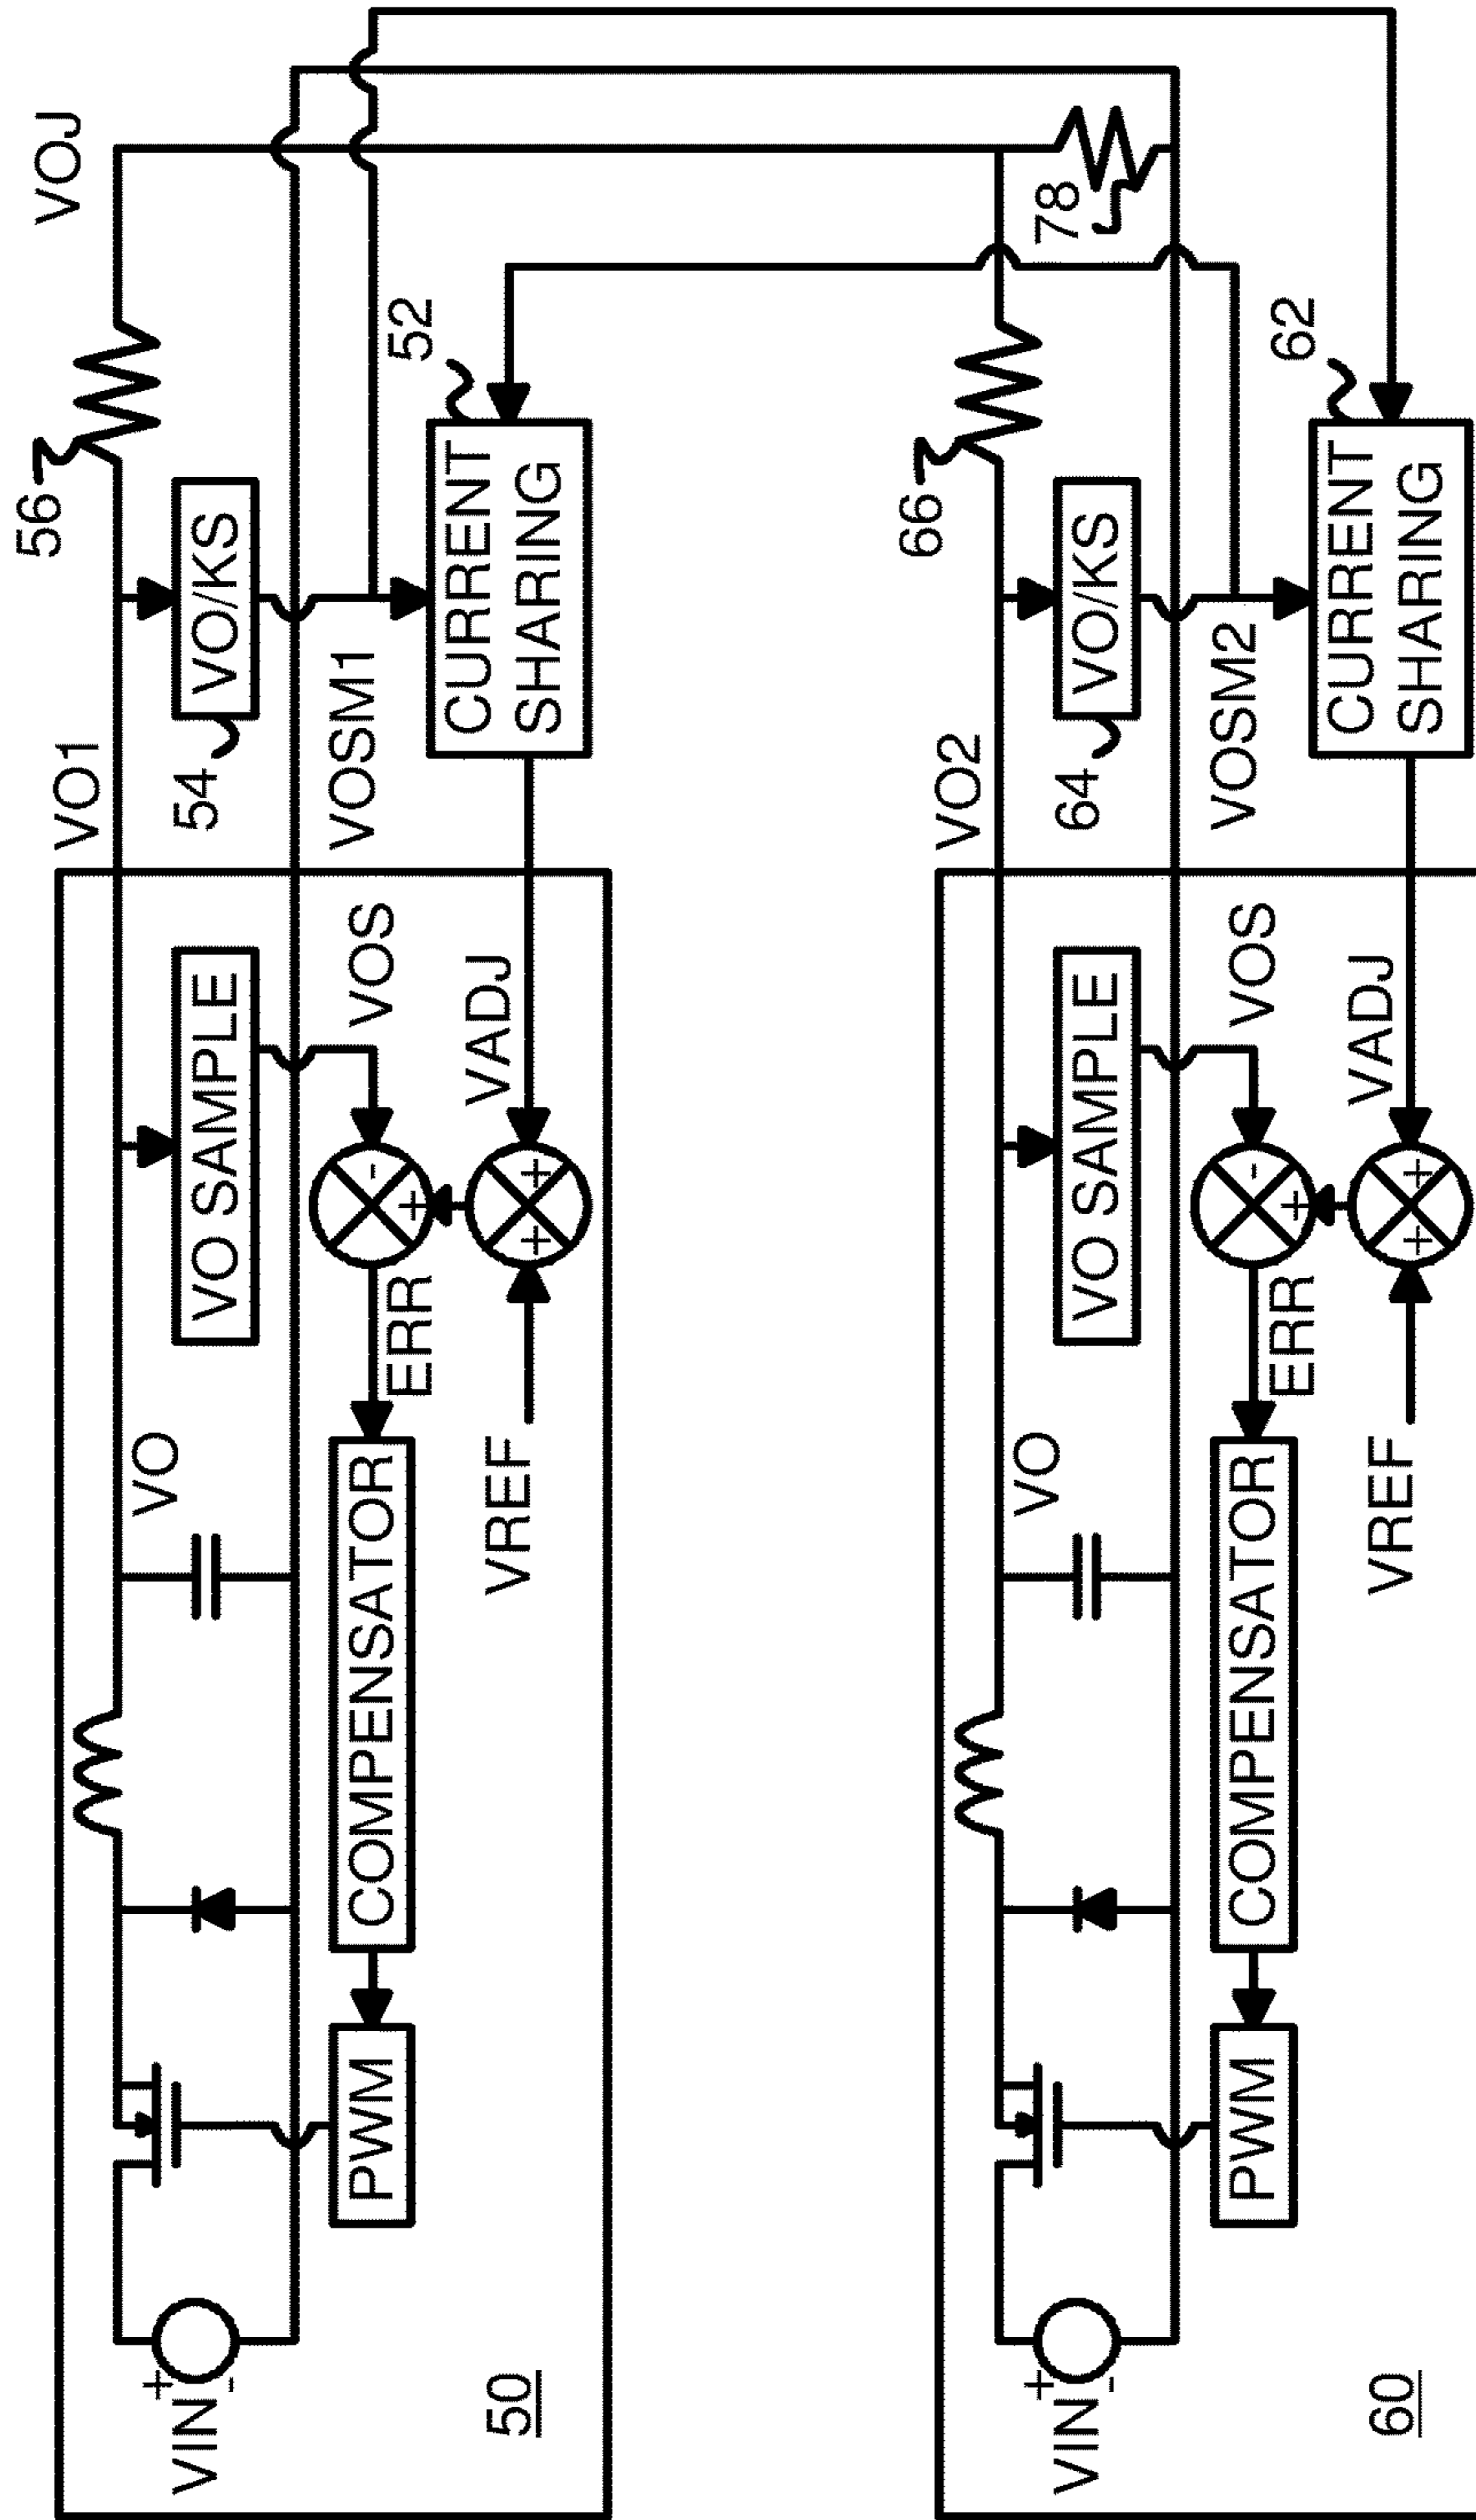 VOJ
56
VO1
VO/KS
54
VOSM1
52
CURRENT
SHARING
VO SAMPLE
VOS
VADJ
-
+
+
+
ERR
VO
COMPENSATOR
VREF
PWM
+
VIN
-
50
78
66
VO2
VO/KS
64
VOSM2
62
CURRENT
SHARING
VO SAMPLE
VOS
VADJ
-
+
+
+
ERR
VO
COMPENSATOR
VREF
PWM
+
VIN
-
60